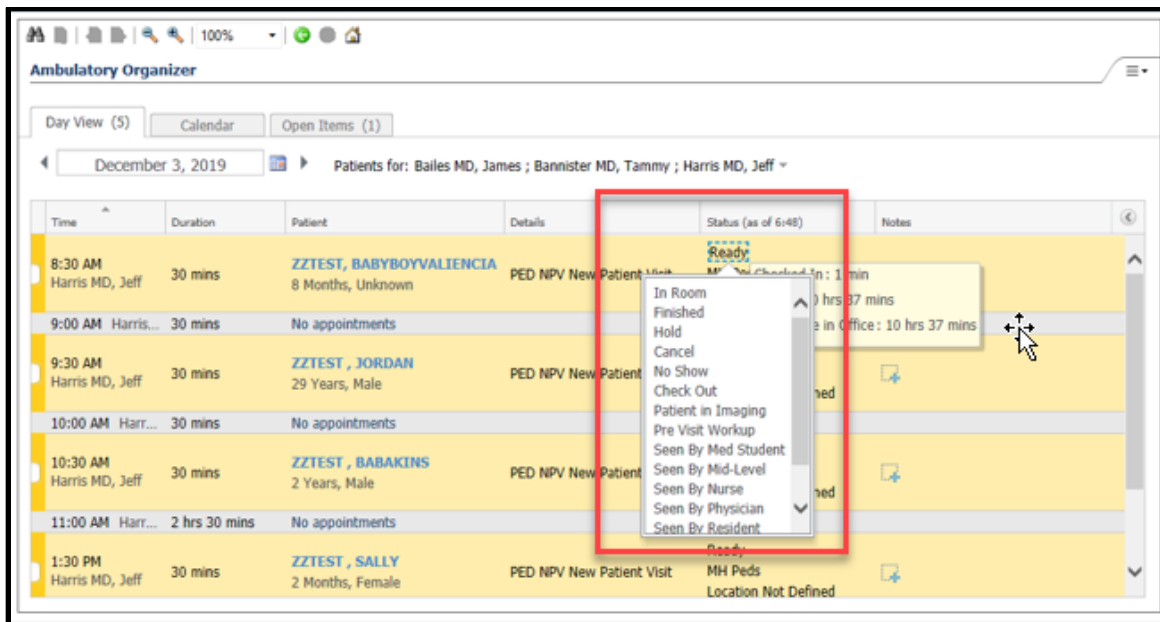 100%
Ambulatory Organizer
Day View (5) Calendar Open Items (1)
December 3, 2019 Patients for: Bailes MD, James ; Bannister MD, Tammy ; Harris MD, Jeff
Time Duration Patient Details Status (as of 6:48) Notes
8:30 AM
Harris MD, Jeff
30 mins
ZZTEST, BABYBOYVALIENCIA
8 Months, Unknown
PED NPV New Patient Visit
Ready
In : 1 min
hrs 37 mins
in Office : 10 hrs 37 mins
In Room
Finished
Hold
Cancel
No Show
Check Out
Patient in Imaging
Pre Visit Workup
Seen By Med Student
Seen By Mid-Level
Seen By Nurse
Seen By Physician
Seen By Resident
9:00 AM Harris... 30 mins No appointments
9:30 AM
Harris MD, Jeff
30 mins
ZZTEST , JORDAN
29 Years, Male
PED NPV New Patient
10:00 AM Harr... 30 mins No appointments
10:30 AM
Harris MD, Jeff
30 mins
ZZTEST , BABAKINS
2 Years, Male
PED NPV New Patient
11:00 AM Harr... 2 hrs 30 mins No appointments
1:30 PM
Harris MD, Jeff
30 mins
ZZTEST , SALLY
2 Months, Female
PED NPV New Patient Visit
Ready
MH Peds
Location Not Defined